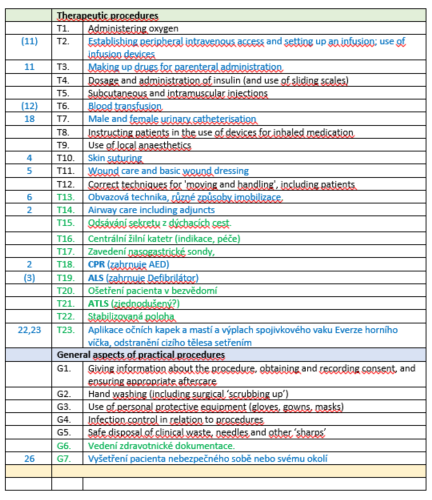 Therapeutic procedures
T1. Administering oxygen
(11) T2. Establishing peripheral intravenous access and setting up an infusion; use of
infusion devices
11 T3. Making up drugs for parenteral administration
T4. Dosage and administration of insulin (and use of sliding scales)
T5. Subcutaneous and intramuscular injections
(12) T6. Blood transfusion
18 T7. Male and female urinary catheterisation
T8. Instructing patients in the use of devices for inhaled medication
T9. Use of local anaesthetics
4 T10. Skin suturing
5 T11. Wound care and basic wound dressing
T12. Correct techniques for 'moving and handling', including patients
6 T13. Obvazová technika, různé způsoby imobilizace,
2 T14. Airway care including adjuncts
T15. Odsávání sekretu z dýchacích cest
T16. Centrální žilní katetr (indikace, péče)
T17. Zavedení nasogastrické sondy,
2 T18. CPR (zahrnuje AED)
(3) T19. ALS (zahrnuje Defibrilátor)
T20. Ošetření pacienta v bezvědomí
T21. ATLS (zjednodušený?)
T22. Stabilizovaná poloha
22,23 T23. Aplikace očních kapek a mastí a výplach spojivkového vaku Everze horního
víčka, odstranění cizího tělesa setřením
General aspects of practical procedures
G1. Giving information about the procedure, obtaining and recording consent, and
ensuring appropriate aftercare
G2. Hand washing (including surgical 'scrubbing up')
G3. Use of personal protective equipment (gloves, gowns, masks)
G4. Infection control in relation to procedures
G5. Safe disposal of clinical waste, needles and other 'sharps'
G6. Vedení zdravotnické dokumentace.
26 G7. Vyšetření pacienta nebezpečného sobě nebo svému okolí